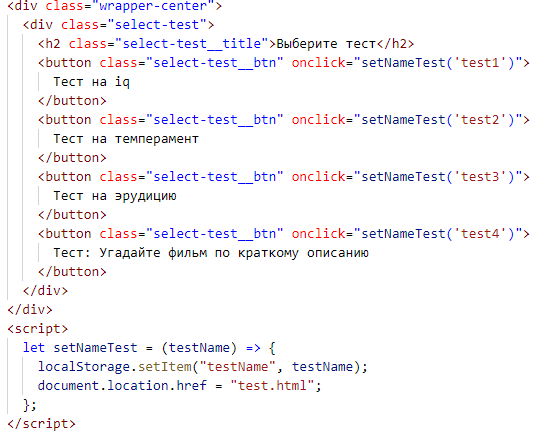 <div class="wrapper-center">
<div class="select-test">
<h2 class="select-test__title">Выберите тест</h2>
<button class="select-test__btn" onclick="setNameTest('test1')">
Тест на iq
</button>
<button class="select-test__btn" onclick="setNameTest('test2')">
Тест на темперамент
</button>
<button class="select-test__btn" onclick="setNameTest('test3')">
Тест на эрудицию
</button>
<button class="select-test__btn" onclick="setNameTest('test4')">
Тест: Угадайте фильм по краткому описанию
</button>
</div>
</div>
<script>
let setNameTest = (testName) => {
localStorage.setItem("testName", testName);
document.location.href = "test.html";
};
</script>